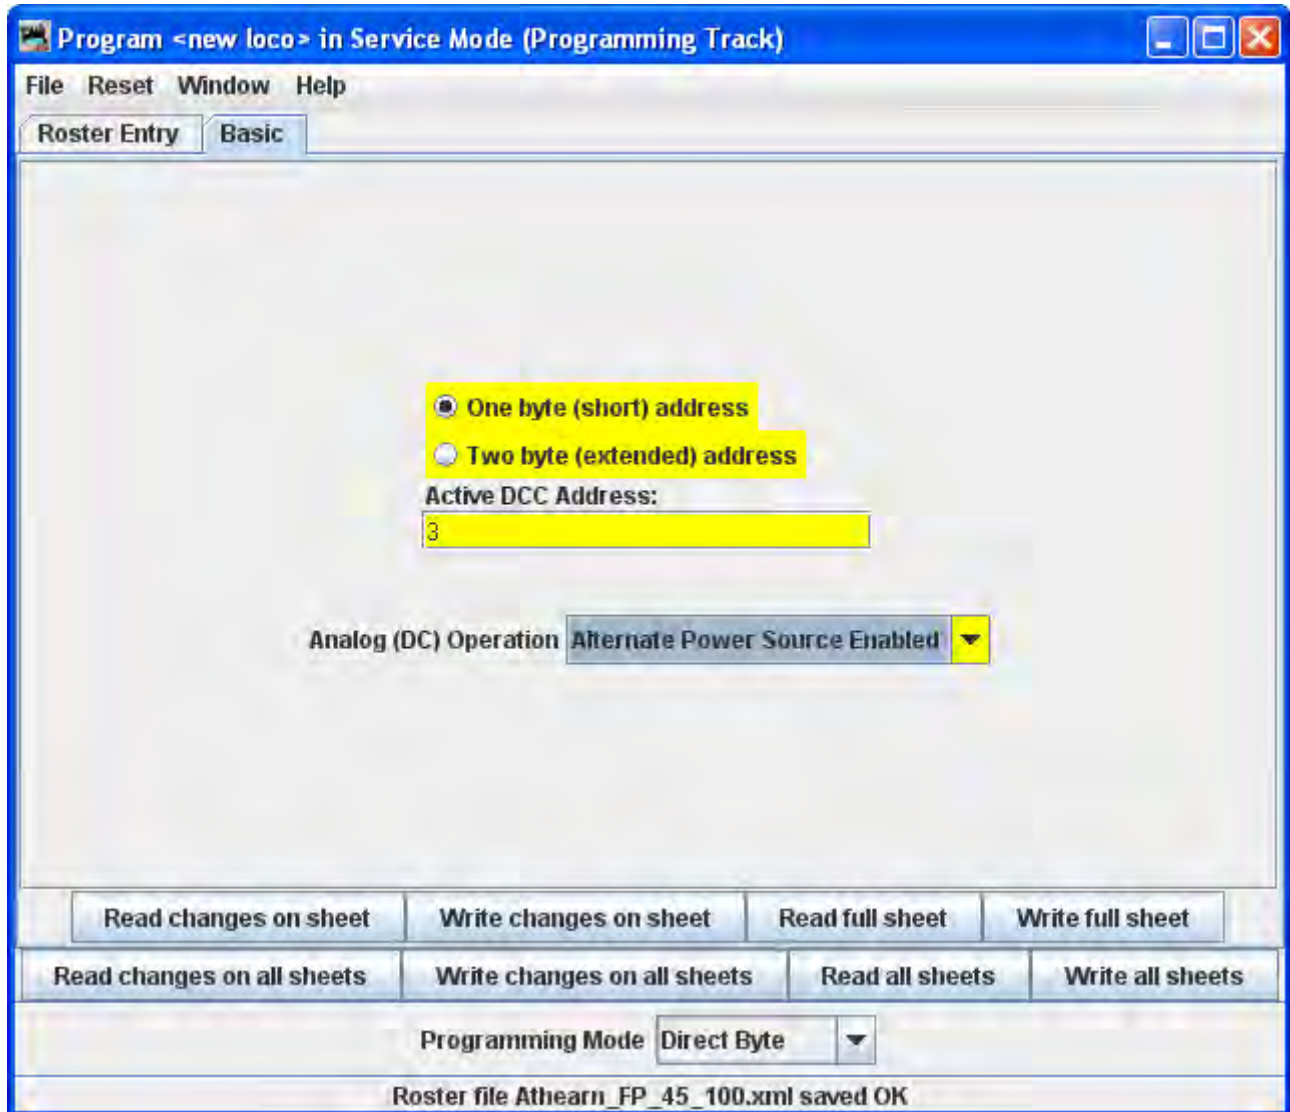 Program <new loco> in Service Mode (Programming Track)
File Reset Window Help
Roster Entry Basic
One byte (short) address
Two byte (extended) address
Active DCC Address:
3
Analog (DC) Operation Alternate Power Source Enabled
Read changes on sheet Write changes on sheet Read full sheet Write full sheet
Read changes on all sheets Write changes on all sheets Read all sheets Write all sheets
Programming Mode Direct Byte
Roster file Athearn_FP_45_100.xml saved OK